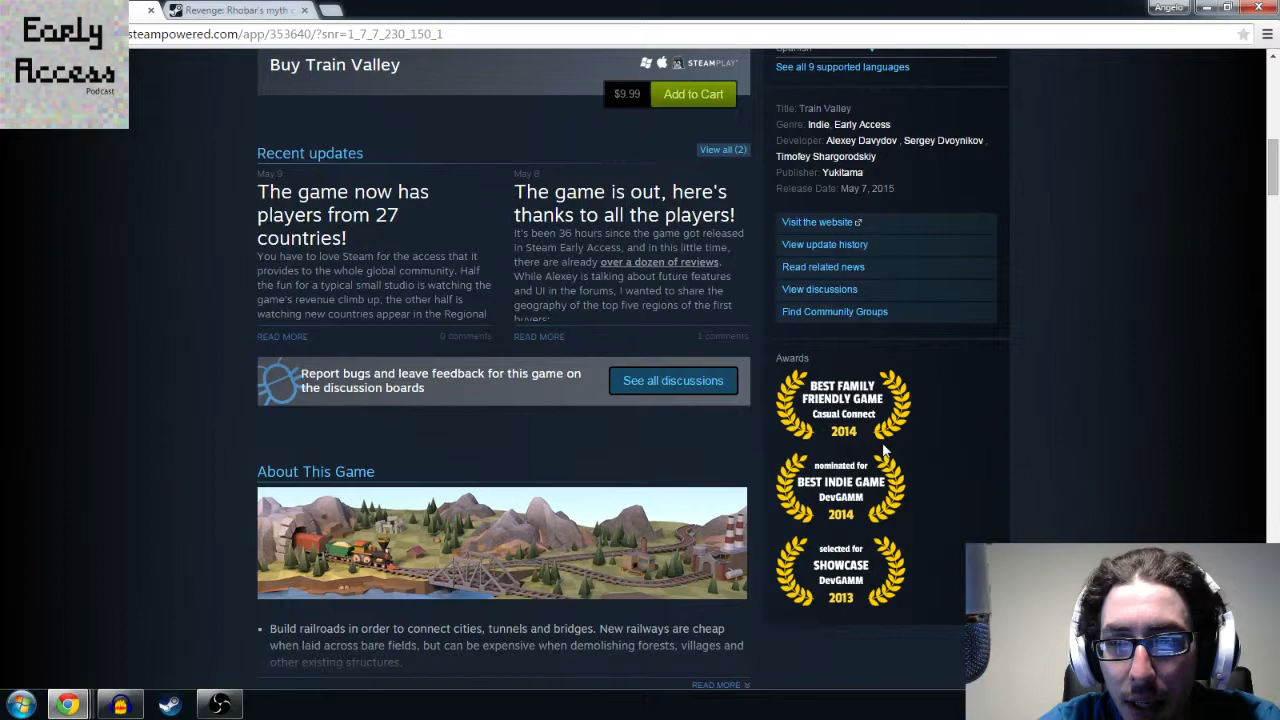 Early
Access
Podcast
Revenge: Rhobar's myth
Angelo
steampowered.com/app/353640/?snr=1_7_7_230_150_1
Buy Train Valley
STEAMPLAY
$9.99
Add to Cart
Recent updates
View all (2)
May 9
The game now has
players from 27
countries!
You have to love Steam for the access that it
provides to the whole global community. Half
the fun for a typical small studio is watching the
game's revenue climb up, the other half is
watching new countries appear in the Regional
READ MORE
0 comments
May 8
The game is out, here's
thanks to all the players!
It's been 36 hours since the game got released
in Steam Early Access, and in this little time,
there are already over a dozen of reviews.
While Alexey is talking about future features
and UI in the forums, I wanted to share the
geography of the top five regions of the first
buyers:
READ MORE
1 comments
Report bugs and leave feedback for this game on
the discussion boards
See all discussions
About This Game
Build railroads in order to connect cities, tunnels and bridges. New railways are cheap
when laid across bare fields, but can be expensive when demolishing forests, villages and
other existing structures.
READ MORE
Spanish
See all 9 supported languages
Title: Train Valley
Genre: Indie, Early Access
Developer: Alexey Davydov , Sergey Dvoynikov ,
Timofey Shargorodskiy
Publisher: Yukitama
Release Date: May 7, 2015
Visit the website
View update history
Read related news
View discussions
Find Community Groups
Awards
BEST FAMILY
FRIENDLY GAME
Casual Connect
2014
nominated for
BEST INDIE GAME
DevGAMM
2014
selected for
SHOWCASE
DevGAMM
2013